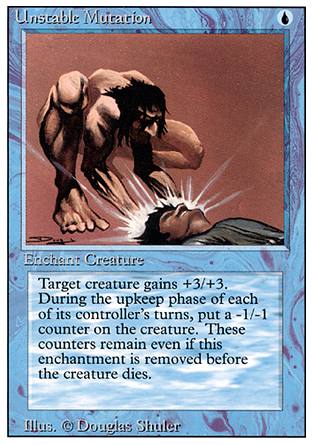 Unstable Mutation
Enchant Creature
Target creature gains +3/+3.
During the upkeep phase of each
of its controller's turns, put a -1/-1
counter on the creature. These
counters remain even if this
enchantment is removed before
the creature dies.
Illus. © Douglas Shuler